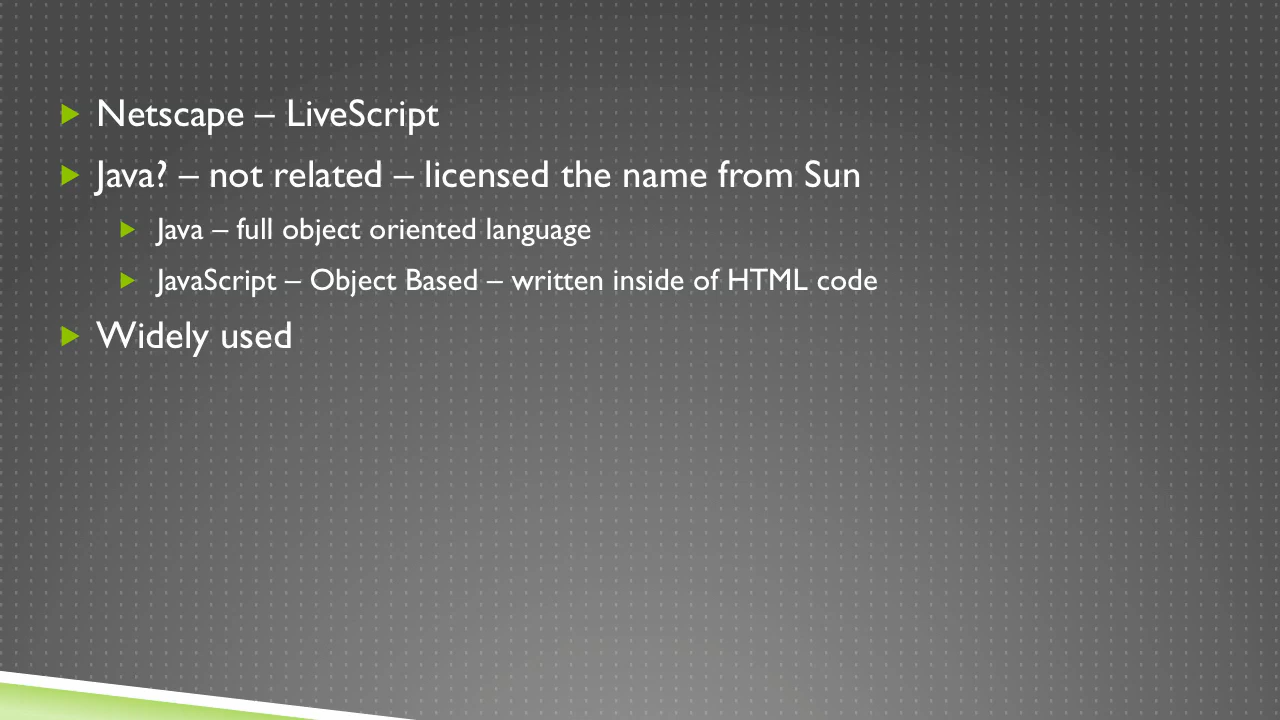 Netscape – LiveScript
Java? – not related – licensed the name from Sun
Java – full object oriented language
JavaScript – Object Based – written inside of HTML code
Widely used